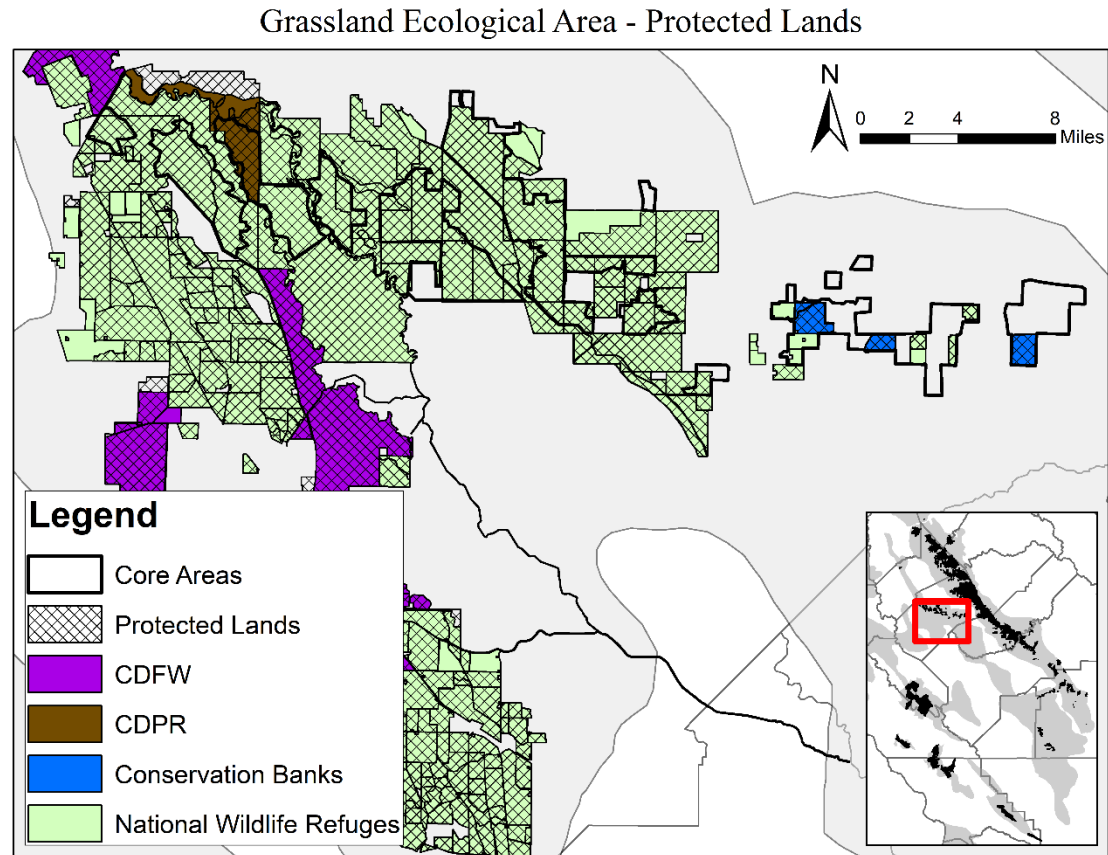 Grassland Ecological Area - Protected Lands
N
0 2 4 8
Miles
Legend
Core Areas
Protected Lands
CDFW
CDPR
Conservation Banks
National Wildlife Refuges